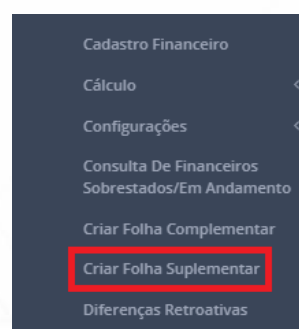 Cadastro Financeiro
Cálculo
Configurações
Consulta De Financeiros
Sobrestados/Em Andamento
Criar Folha Complementar
Criar Folha Suplementar
Diferenças Retroativas